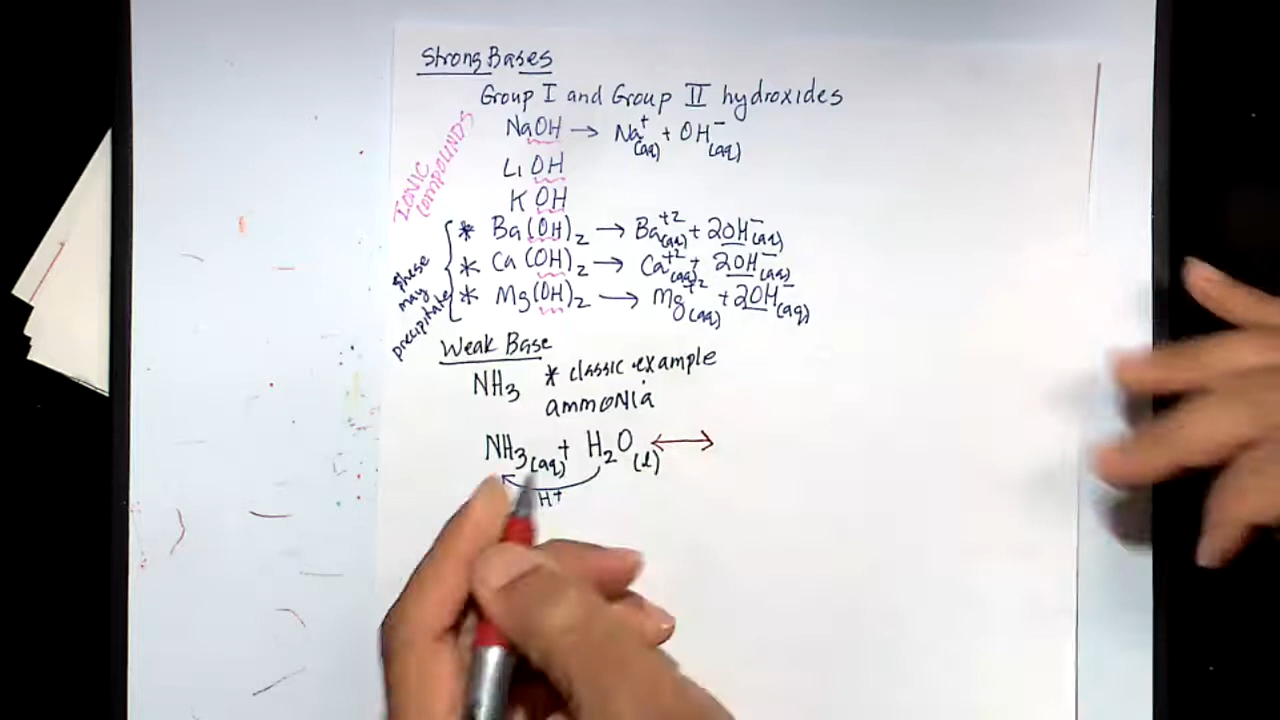 Strong Bases
Group I and Group II hydroxides
NaOH → Na⁺(aq) + OH⁻(aq)
LiOH
KOH
IONIC COMPOUNDS
* Ba(OH)₂ → Ba⁺²(aq) + 2OH⁻(aq)
* Ca(OH)₂ → Ca⁺²(aq) + 2OH⁻(aq)
* Mg(OH)₂ → Mg⁺²(aq) + 2OH⁻(aq)
these may precipitate
Weak Base
NH₃ * classic example
ammonia
NH₃(aq) + H₂O(l) ↔
H⁺